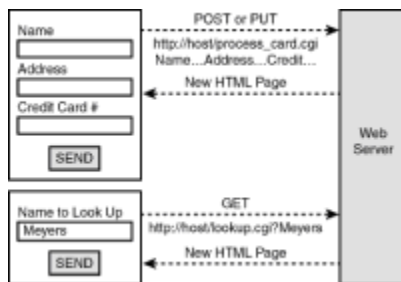 Name
Address
Credit Card #
SEND
POST or PUT
http://host/process_card.cgi
Name...Address...Credit...
New HTML Page
Web
Server
Name to Look Up
Meyers
SEND
GET
http://host/lookup.cgi?Meyers
New HTML Page